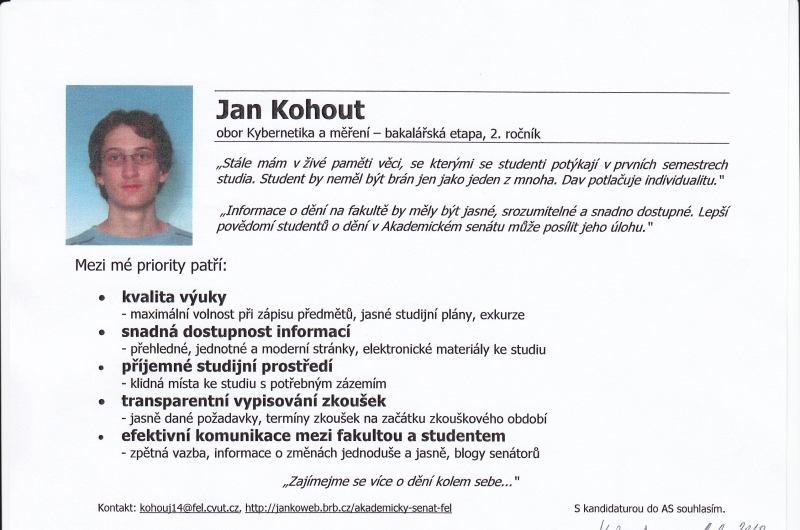 Jan Kohout
obor Kybernetika a měření – bakalářská etapa, 2. ročník
„Stále mám v živé paměti věci, se kterými se studenti potýkají v prvních semestrech
studia. Student by neměl být brán jen jako jeden z mnoha. Dav potlačuje individualitu."
„Informace o dění na fakultě by měly být jasné, srozumitelné a snadno dostupné. Lepší
povědomí studentů o dění v Akademickém senátu může posílit jeho úlohu."
Mezi mé priority patří:
• kvalita výuky
- maximální volnost při zápisu předmětů, jasné studijní plány, exkurze
• snadná dostupnost informací
- přehledné, jednotné a moderní stránky, elektronické materiály ke studiu
• příjemné studijní prostředí
- klidná místa ke studiu s potřebným zázemím
• transparentní vypisování zkoušek
- jasně dané požadavky, termíny zkoušek na začátku zkouškového období
• efektivní komunikace mezi fakultou a studentem
- zpětná vazba, informace o změnách jednoduše a jasně, blogy senátorů
„Zajímejme se více o dění kolem sebe..."
Kontakt: kohouj14@fel.cvut.cz, http://jankoweb.brb.cz/akademicky-senat-fel
S kandidaturou do AS souhlasím.